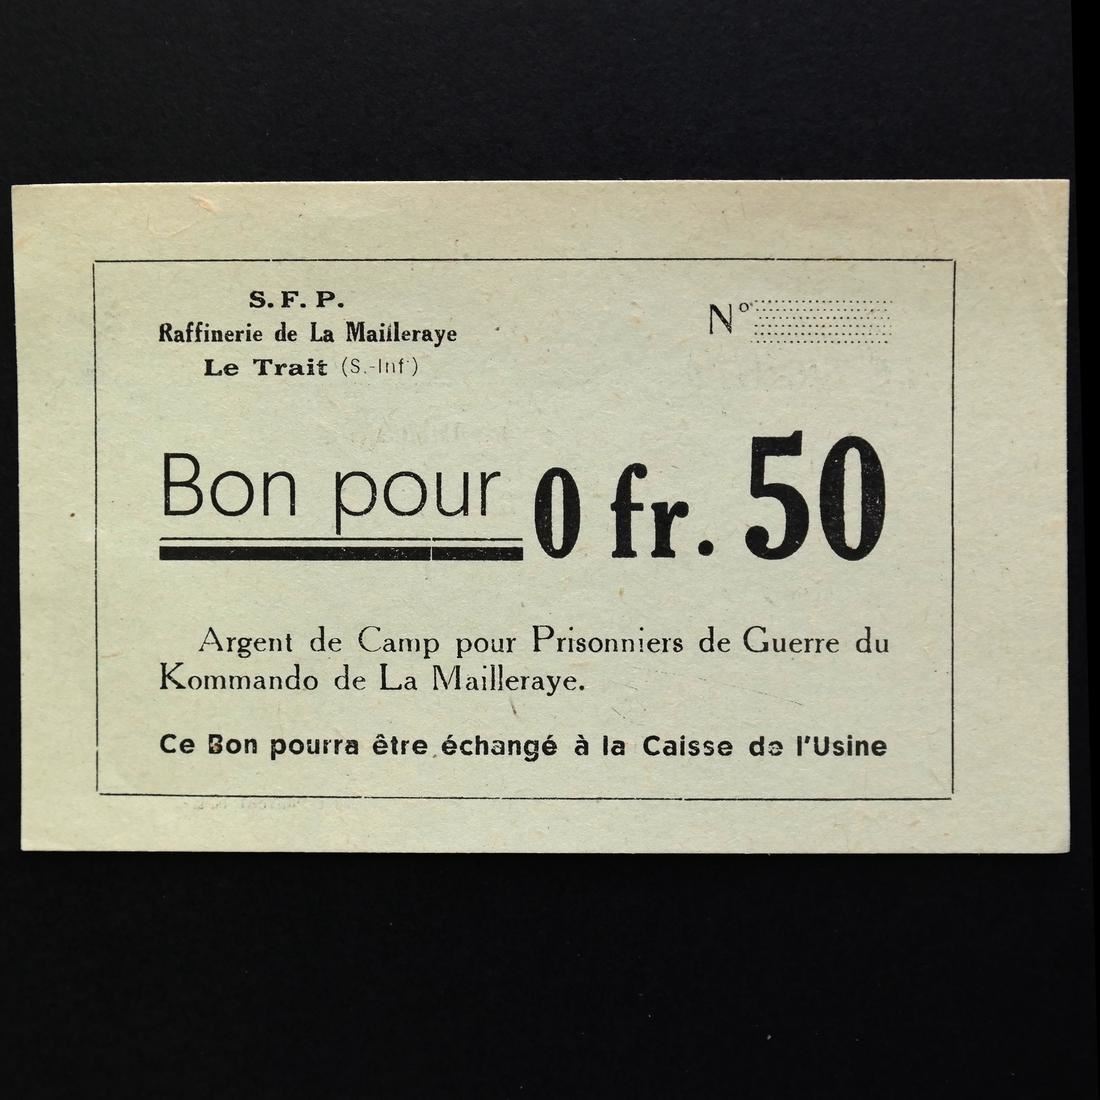 S. F. P.
Raffinerie de La Mailleraye
Le Trait (S.-Inf.)
N°
Bon pour 0 fr. 50
Argent de Camp pour Prisonniers de Guerre du
Kommando de La Mailleraye.
Ce Bon pourra être échangé à la Caisse de l'Usine